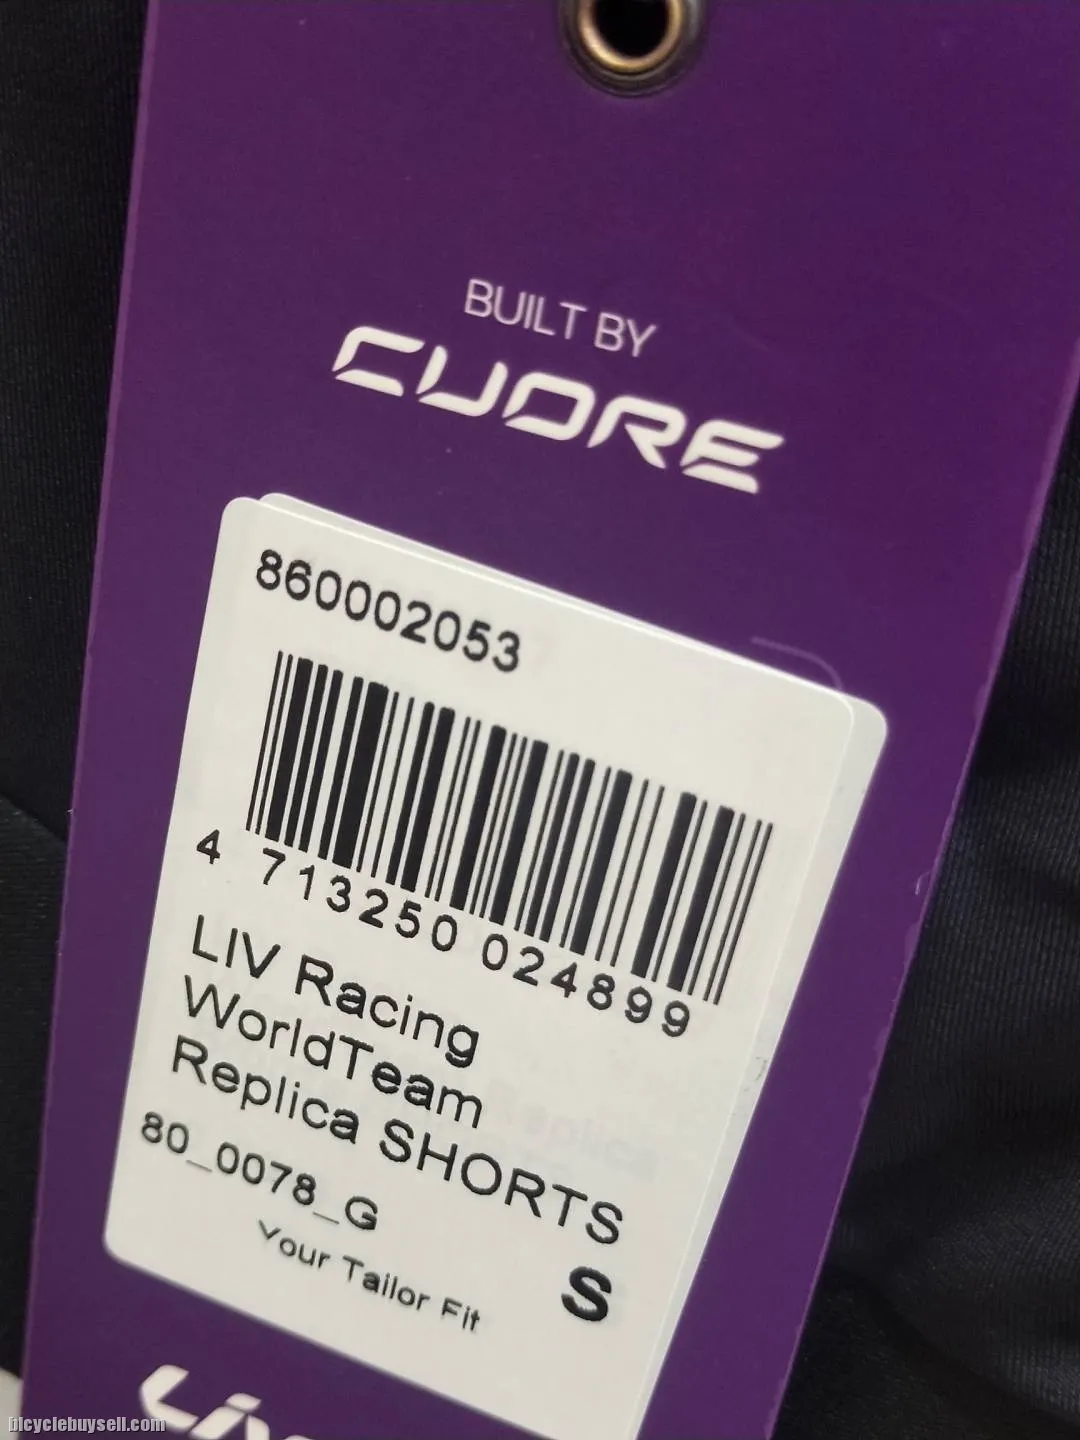 BUILT BY
CUORE
860002053
4 713250 024899
LIV Racing
WorldTeam
Replica SHORTS
80_0078_G
Your Tailor Fit
S
bicyclebuysell.com